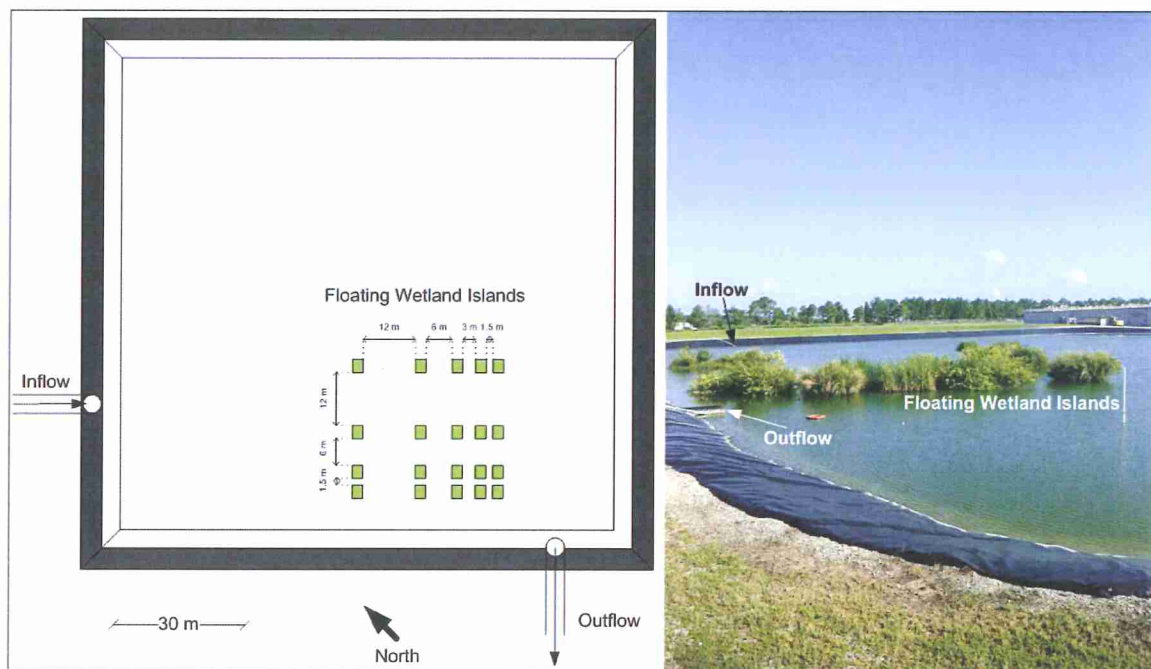 Floating Wetland Islands
12 m
6 m
3 m
1.5 m
Inflow
12 m
6 m
1.5 m
30 m
North
Outflow
Inflow
Floating Wetland Islands
Outflow